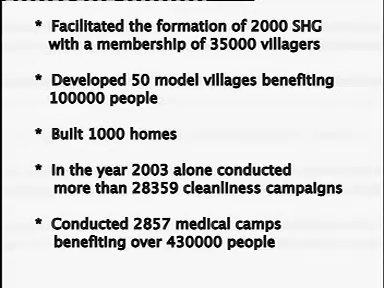 * Facilitated the formation of 2000 SHG
with a membership of 35000 villagers
* Developed 50 model villages benefiting
100000 people
* Built 1000 homes
* In the year 2003 alone conducted
more than 28359 cleanliness campaigns
* Conducted 2857 medical camps
benefiting over 430000 people